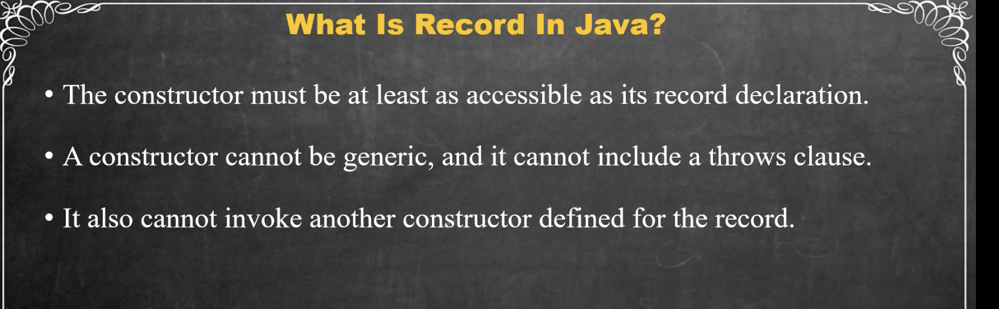 What Is Record In Java?
• The constructor must be at least as accessible as its record declaration.
• A constructor cannot be generic, and it cannot include a throws clause.
• It also cannot invoke another constructor defined for the record.